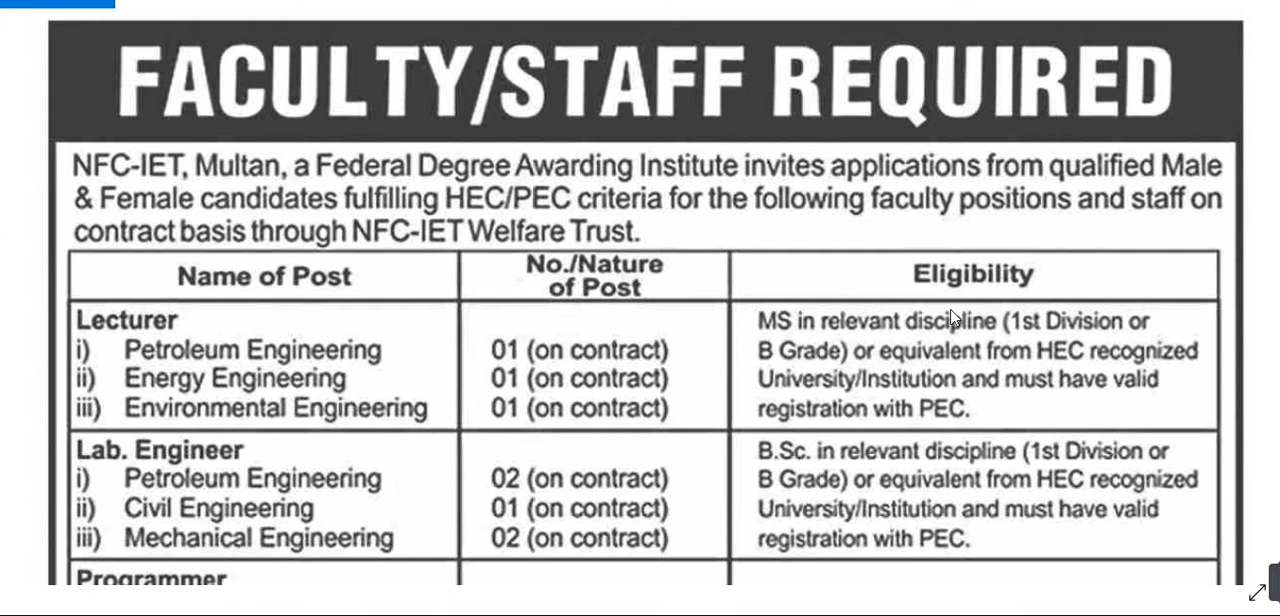 FACULTY/STAFF REQUIRED
NFC-IET, Multan, a Federal Degree Awarding Institute invites applications from qualified Male
& Female candidates fulfilling HEC/PEC criteria for the following faculty positions and staff on
contract basis through NFC-IET Welfare Trust.
Name of Post
No./Nature
of Post
Eligibility
Lecturer
i) Petroleum Engineering
ii) Energy Engineering
iii) Environmental Engineering
01 (on contract)
01 (on contract)
01 (on contract)
MS in relevant discipline (1st Division or
B Grade) or equivalent from HEC recognized
University/Institution and must have valid
registration with PEC.
Lab. Engineer
i) Petroleum Engineering
ii) Civil Engineering
iii) Mechanical Engineering
02 (on contract)
01 (on contract)
02 (on contract)
B.Sc. in relevant discipline (1st Division or
B Grade) or equivalent from HEC recognized
University/Institution and must have valid
registration with PEC.
Programmer